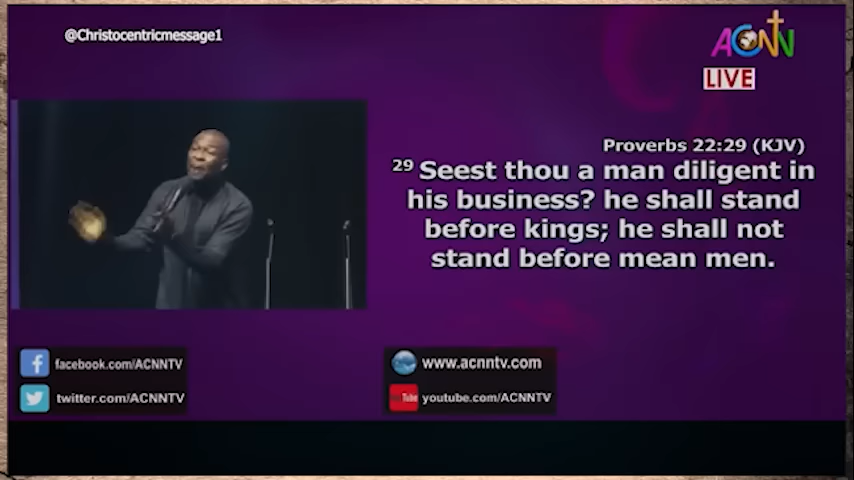 @Christocentricmessage1
ACNN
LIVE
Proverbs 22:29 (KJV)
29 Seest thou a man diligent in
his business? he shall stand
before kings; he shall not
stand before mean men.
facebook.com/ACNNTV
twitter.com/ACNNTV
www.acnntv.com
Tube youtube.com/ACNNTV